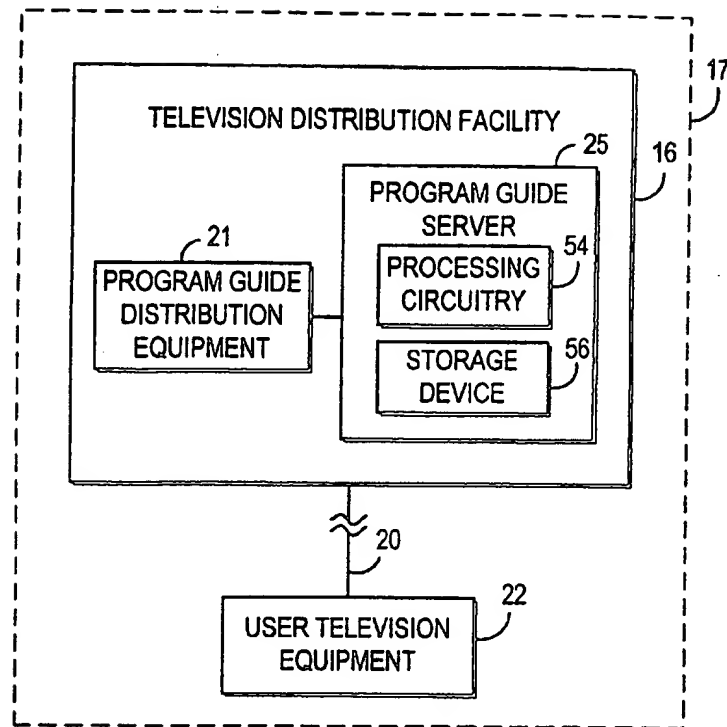 17
TELEVISION DISTRIBUTION FACILITY
16
25
PROGRAM GUIDE
SERVER
21
PROGRAM GUIDE
DISTRIBUTION
EQUIPMENT
54
PROCESSING
CIRCUITRY
56
STORAGE
DEVICE
20
22
USER TELEVISION
EQUIPMENT